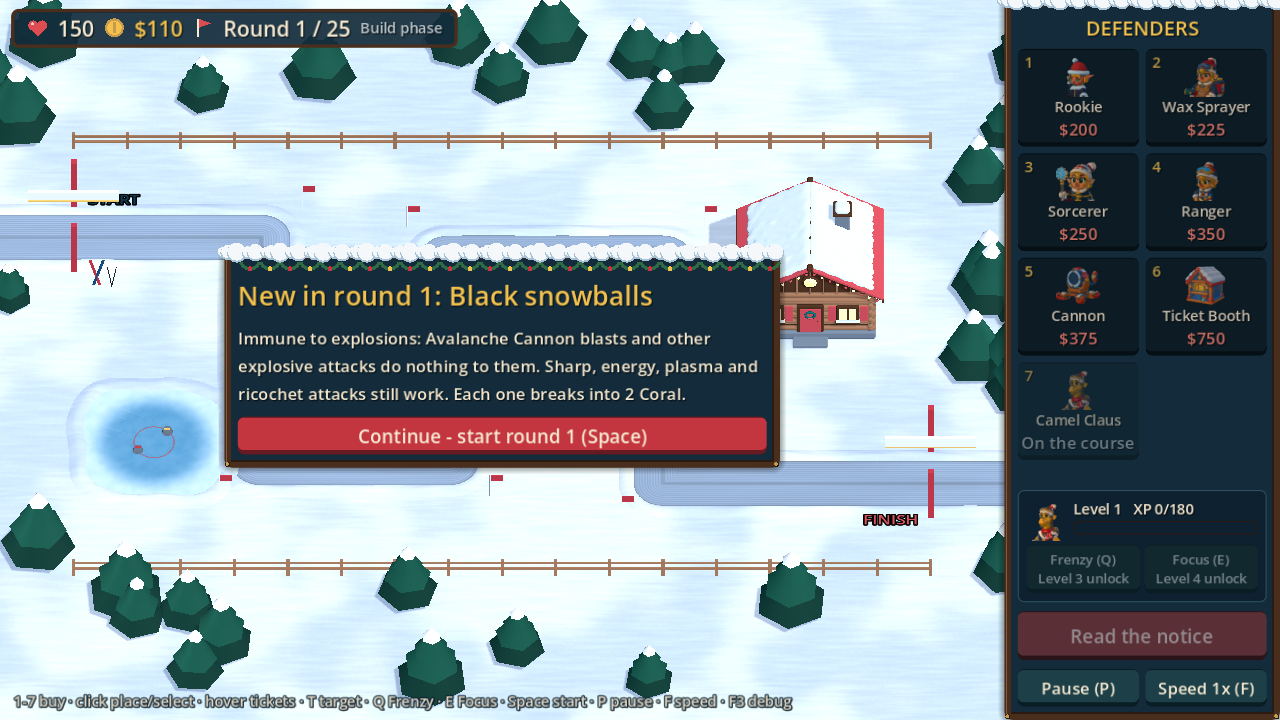 150 $110 Round 1 / 25 Build phase
START
New in round 1: Black snowballs
Immune to explosions: Avalanche Cannon blasts and other
explosive attacks do nothing to them. Sharp, energy, plasma and
ricochet attacks still work. Each one breaks into 2 Coral.
Continue - start round 1 (Space)
FINISH
1-7 buy · click place/select · hover tickets · T target · Q Frenzy · E Focus · Space start · P pause · F speed · F3 debug
DEFENDERS
1
Rookie
$200
2
Wax Sprayer
$225
3
Sorcerer
$250
4
Ranger
$350
5
Cannon
$375
6
Ticket Booth
$750
7
Camel Claus
On the course
Level 1 XP 0/180
Frenzy (Q)
Level 3 unlock
Focus (E)
Level 4 unlock
Read the notice
Pause (P)
Speed 1x (F)